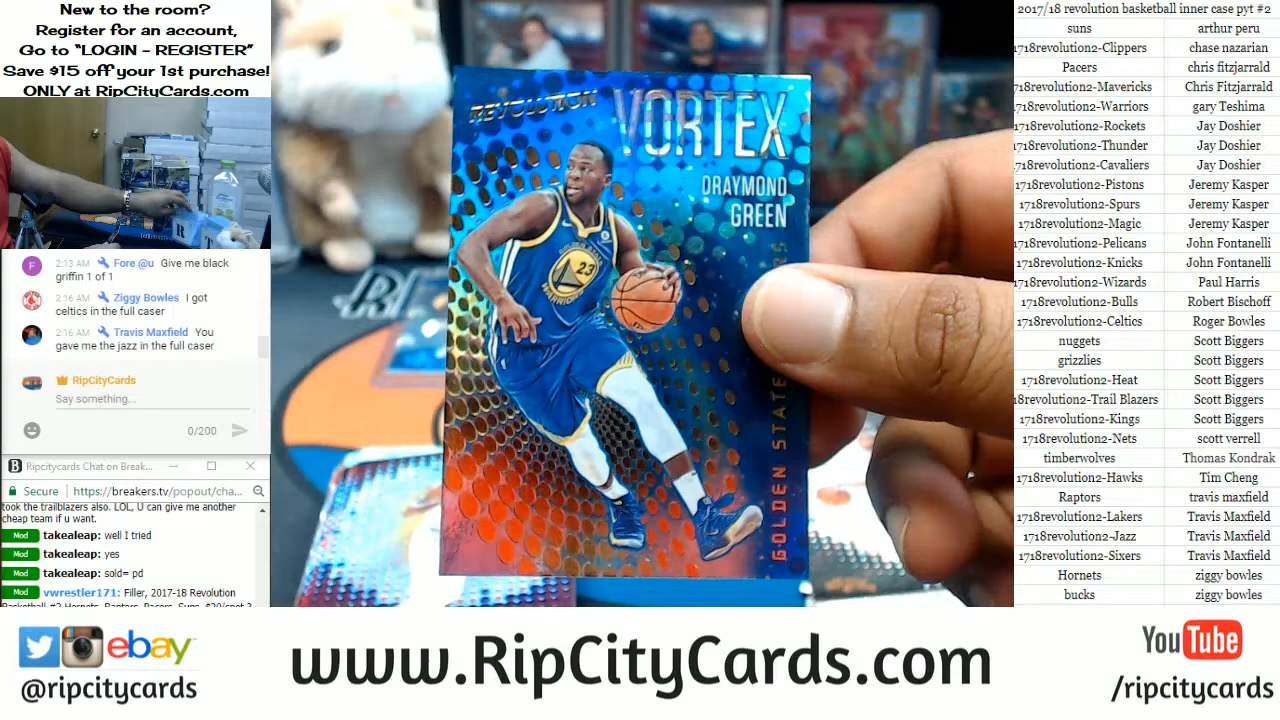 New to the room?
Register for an account,
Go to "LOGIN - REGISTER"
Save $15 off your 1st purchase!
ONLY at RipCityCards.com
2:13 AM Fore @u Give me black
griffin 1 of 1
2:16 AM Ziggy Bowles I got
celtics in the full caser
2:16 AM Travis Maxfield You
gave me the jazz in the full caser
RipCityCards
Say something...
0/200
Ripcitycards Chat on Break...
Secure https://breakers.tv/popout/cha...
took the trailblazers also. LOL, U can give me another
cheap team if u want.
Mod takealeap: well I tried
Mod takealeap: yes
Mod takealeap: sold= pd
Mod vwrestler171: Filler, 2017-18 Revolution
Basketball #2 Hornets, Raptors, Pacers, Suns, $20/spot 3
REVOLUTION
VORTEX
DRAYMOND
GREEN
23
WARRIORS
GOLDEN STATE
2017/18 revolution basketball inner case pyt #2
suns arthur peru
1718revolution2-Clippers chase nazarian
Pacers chris fitzjarrald
1718revolution2-Mavericks Chris Fitzjarrald
1718revolution2-Warriors gary Teshima
1718revolution2-Rockets Jay Doshier
1718revolution2-Thunder Jay Doshier
1718revolution2-Cavaliers Jay Doshier
1718revolution2-Pistons Jeremy Kasper
1718revolution2-Spurs Jeremy Kasper
1718revolution2-Magic Jeremy Kasper
1718revolution2-Pelicans John Fontanelli
1718revolution2-Knicks John Fontanelli
1718revolution2-Wizards Paul Harris
1718revolution2-Bulls Robert Bischoff
1718revolution2-Celtics Roger Bowles
nuggets Scott Biggers
grizzlies Scott Biggers
1718revolution2-Heat Scott Biggers
1718revolution2-Trail Blazers Scott Biggers
1718revolution2-Kings Scott Biggers
1718revolution2-Nets scott verrell
timberwolves Thomas Kondrak
1718revolution2-Hawks Tim Cheng
Raptors travis maxfield
1718revolution2-Lakers Travis Maxfield
1718revolution2-Jazz Travis Maxfield
1718revolution2-Sixers Travis Maxfield
Hornets ziggy bowles
bucks ziggy bowles
ebay
@ripcitycards
www.RipCityCards.com
YouTube
/ripcitycards